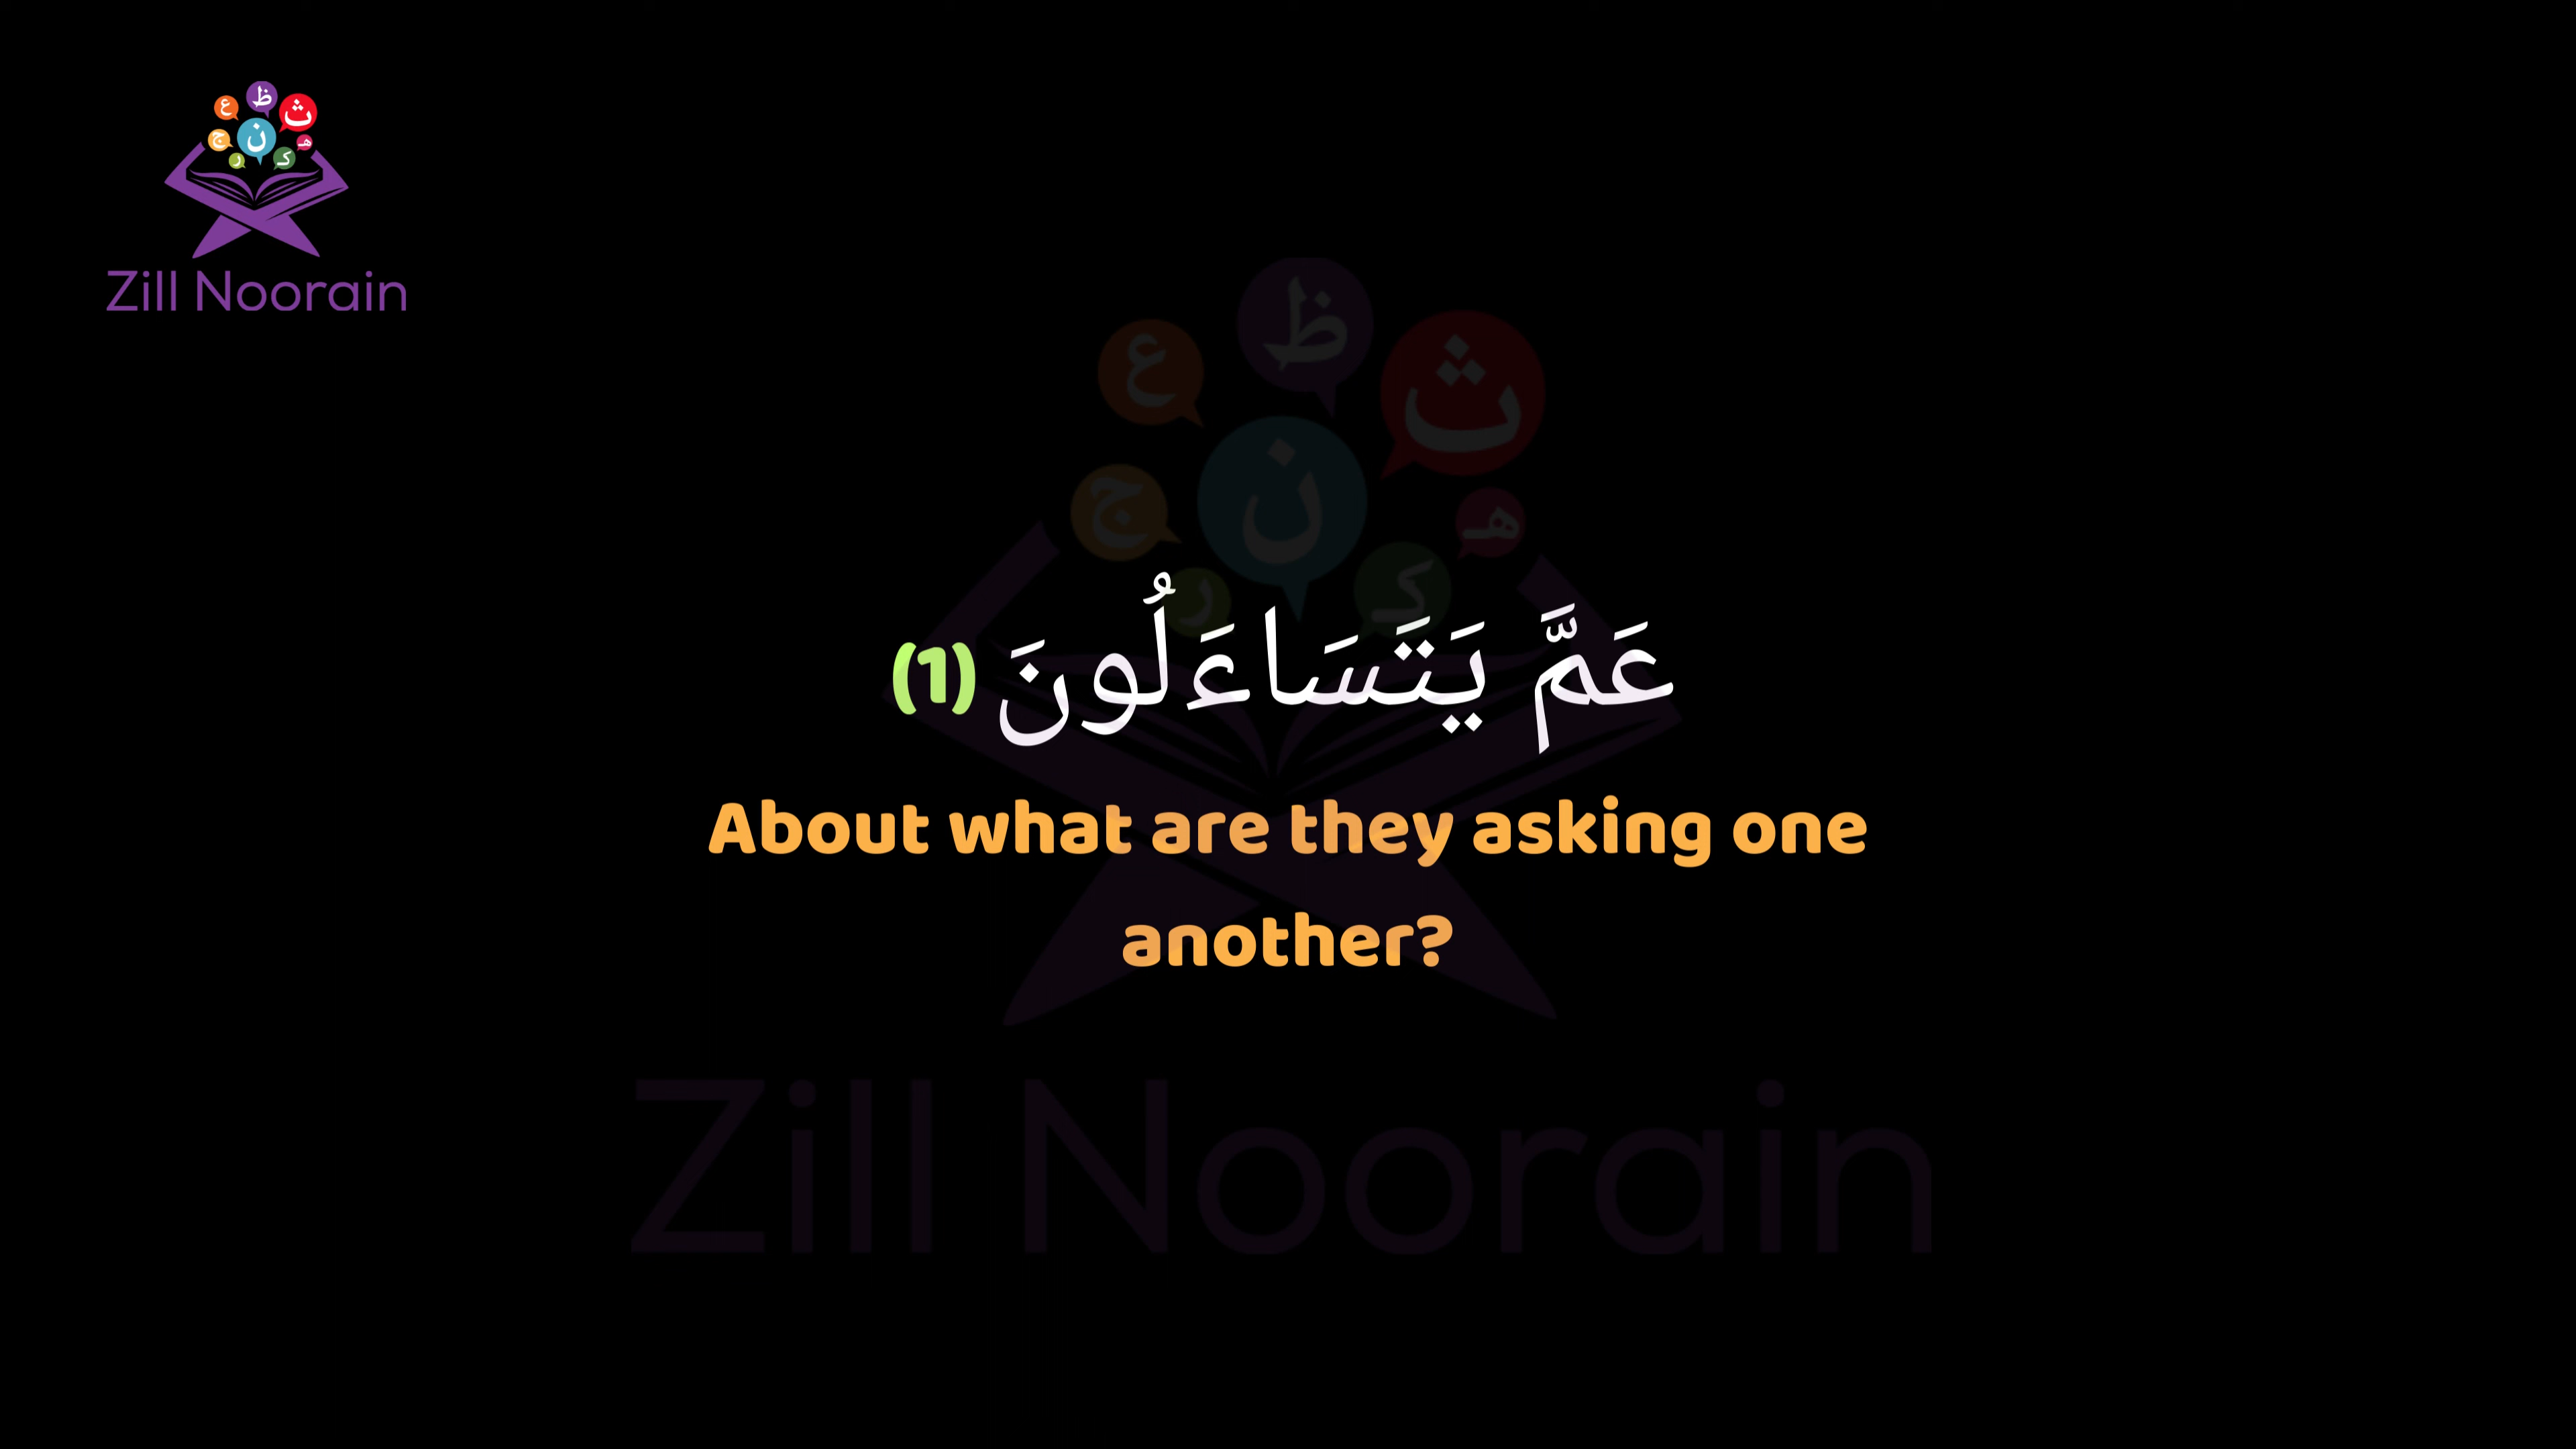 ظ
ع
ث
ن
ج
ه‍
ر
ك‍
Zill Noorain
ظ
ع
ث
ن
ج
ه‍
ر
ك‍
عَمَّ يَتَسَاءَلُونَ (1)
About what are they asking one
another?
Zill Noorain